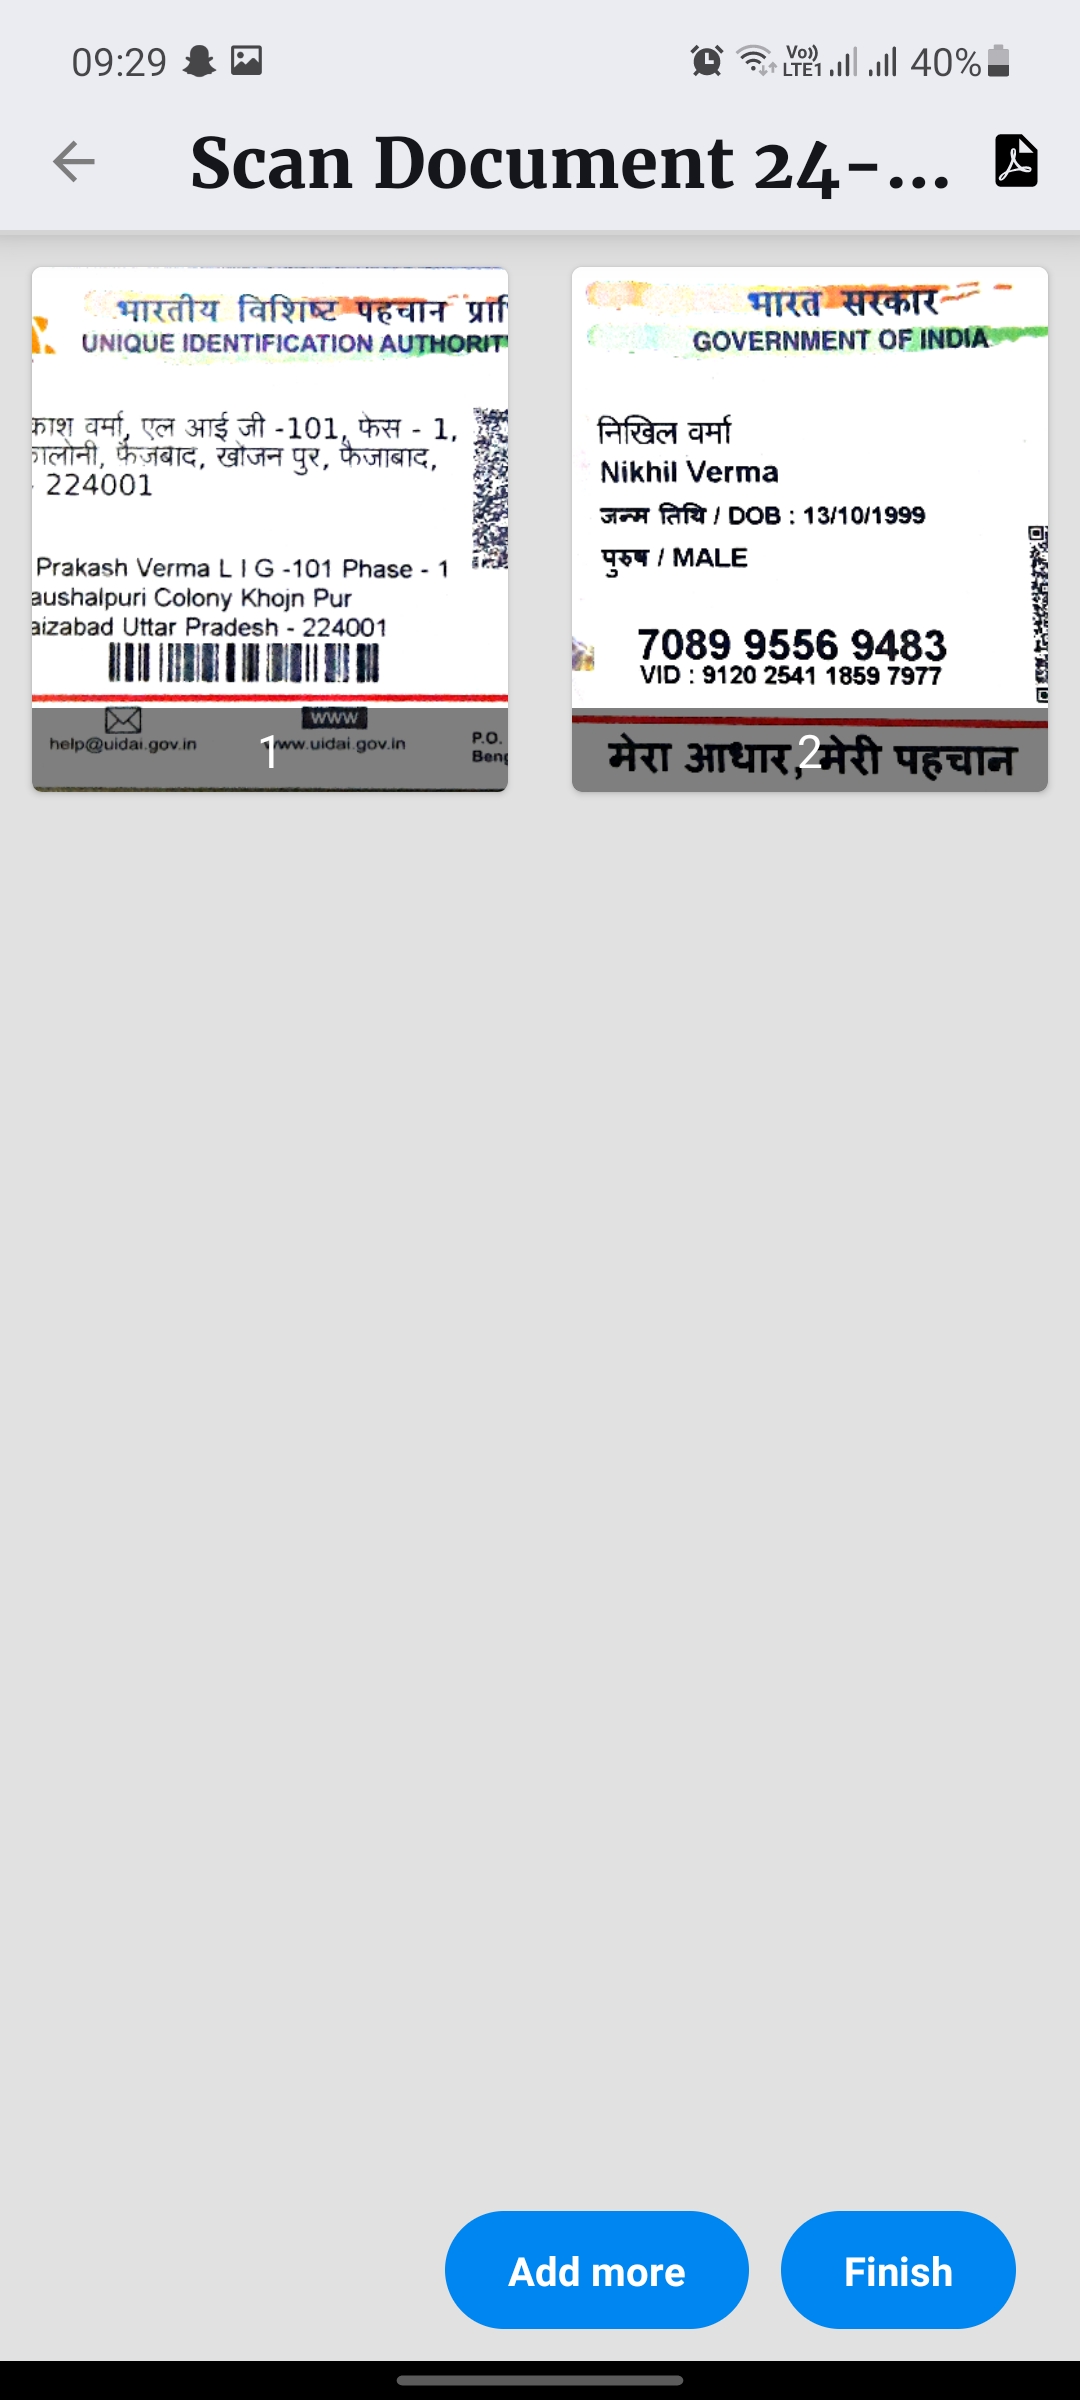 09:29
Vo)) LTE1 40%
Scan Document 24-...
भारतीय विशिष्ट पहचान
UNIQUE IDENTIFICATION AUTHORIT
काश वर्मा, एल आई जी -101, फेस - 1,
फैज़बाद, खोजन पुर, फैजाबाद,
224001
Prakash Verma L I G -101 Phase - 1
aushalpuri Colony Khojn Pur
aizabad Uttar Pradesh - 224001
WWW
help@uidai.gov.in
www.uidai.gov.in
P.O.
Beng
1
भारत सरकार
GOVERNMENT OF INDIA
निखिल वर्मा
Nikhil Verma
जन्म तिथि / DOB : 13/10/1999
पुरुष / MALE
7089 9556 9483
VID : 9120 2541 1859 7977
मेरा आधार, मेरी पहचान
2
Add more
Finish